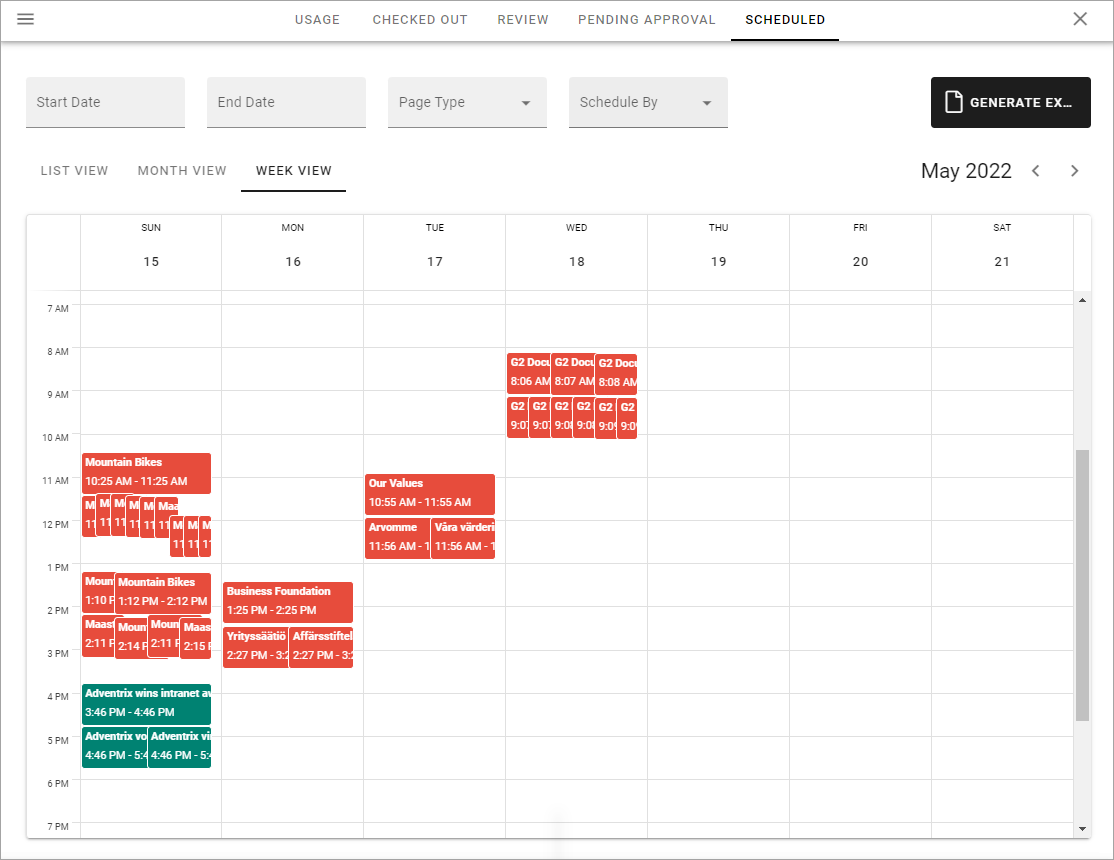 USAGE CHECKED OUT REVIEW PENDING APPROVAL SCHEDULED
Start Date End Date Page Type Schedule By GENERATE EX...
LIST VIEW MONTH VIEW WEEK VIEW May 2022
SUN MON TUE WED THU FRI SAT
15 16 17 18 19 20 21
7 AM
8 AM
G2 Docu G2 Docu G2 Docu
8:06 AM 8:07 AM 8:08 AM
9 AM
G2 G2 G2 G2 G2 G2
9:07 9:07 9:08 9:08 9:09 9:09
10 AM
Mountain Bikes
10:25 AM - 11:25 AM
11 AM
Our Values
10:55 AM - 11:55 AM
M M M M M Maa
11 11 11 11 11 11
12 PM
M M M
11 11 11
Arvomme Våra värderi
11:56 AM - 1 11:56 AM - 1
1 PM
Moun Mountain Bikes
1:10 P 1:12 PM - 2:12 PM
Business Foundation
1:25 PM - 2:25 PM
2 PM
Maast Moun Moun Maas
2:11 P 2:14 P 2:11 P 2:15 P
Yrityssäätiö Affärsstiftel
2:27 PM - 3:2 2:27 PM - 3:2
3 PM
4 PM
Adventrix wins intranet av
3:46 PM - 4:46 PM
5 PM
Adventrix vo Adventrix vi
4:46 PM - 5:4 4:46 PM - 5:4
6 PM
7 PM